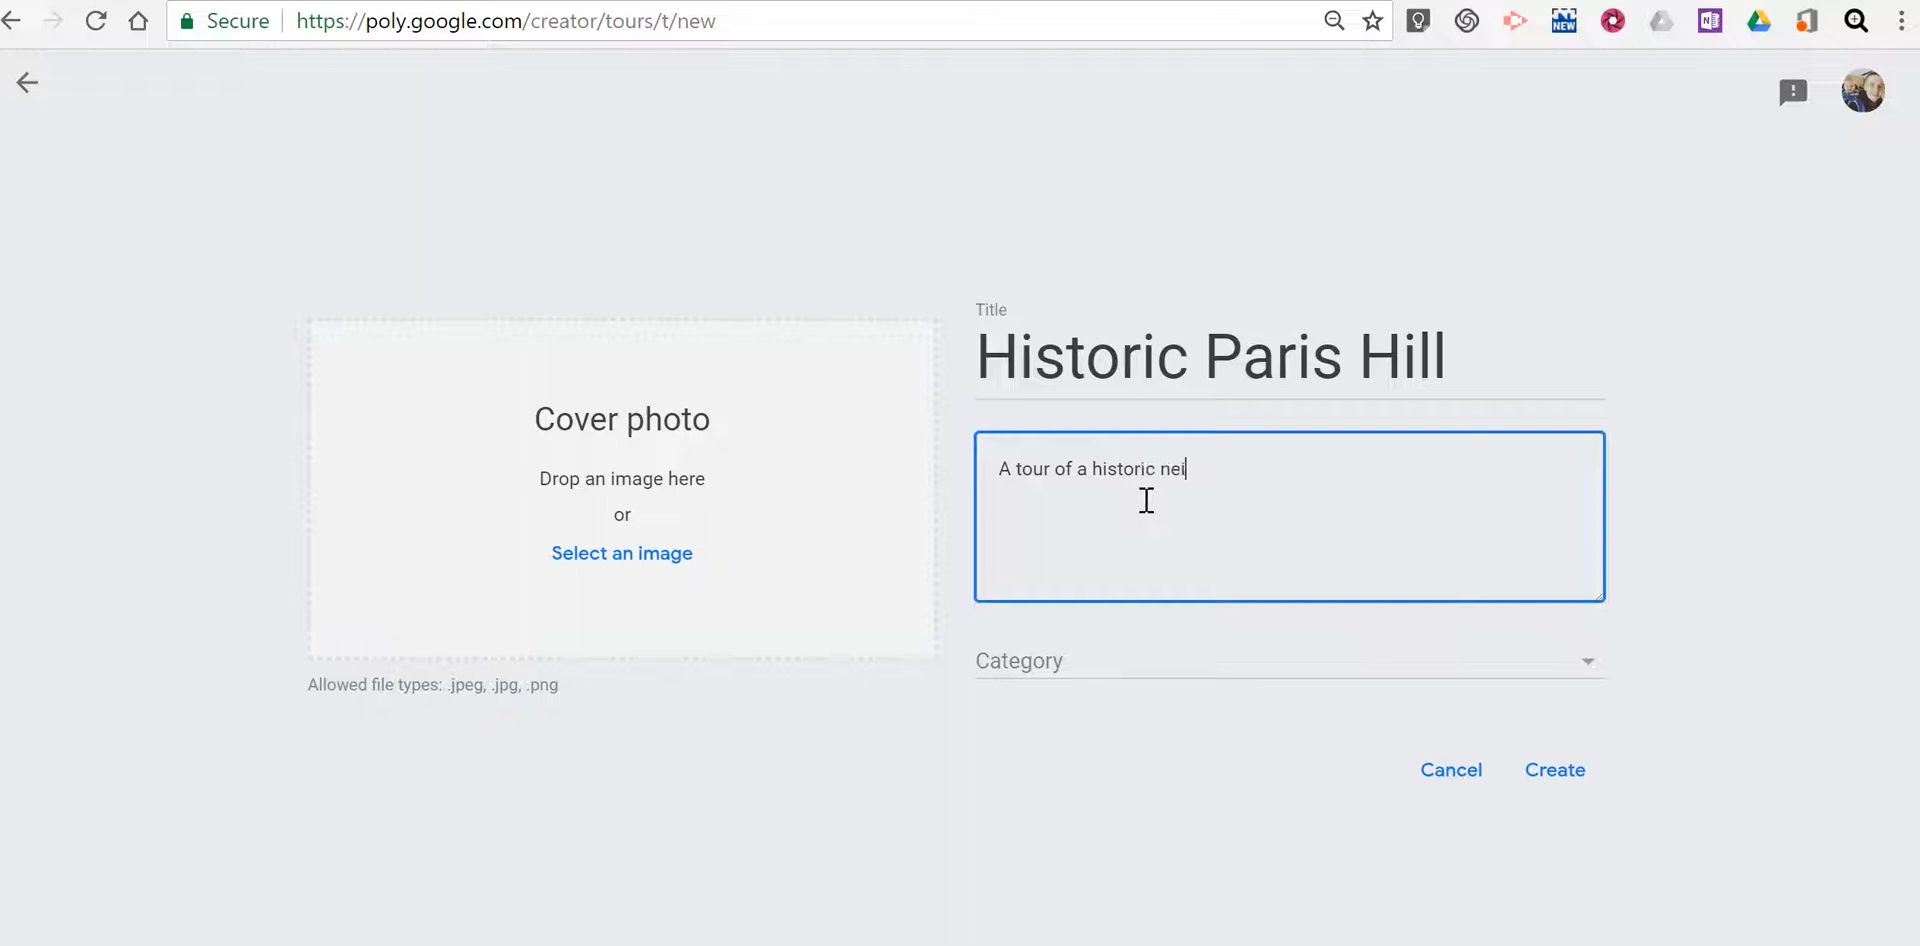 Secure https://poly.google.com/creator/tours/t/new
NEW
N
Title
Historic Paris Hill
A tour of a historic nei
Cover photo
Drop an image here
or
Select an image
Allowed file types: .jpeg, .jpg, .png
Category
Cancel Create